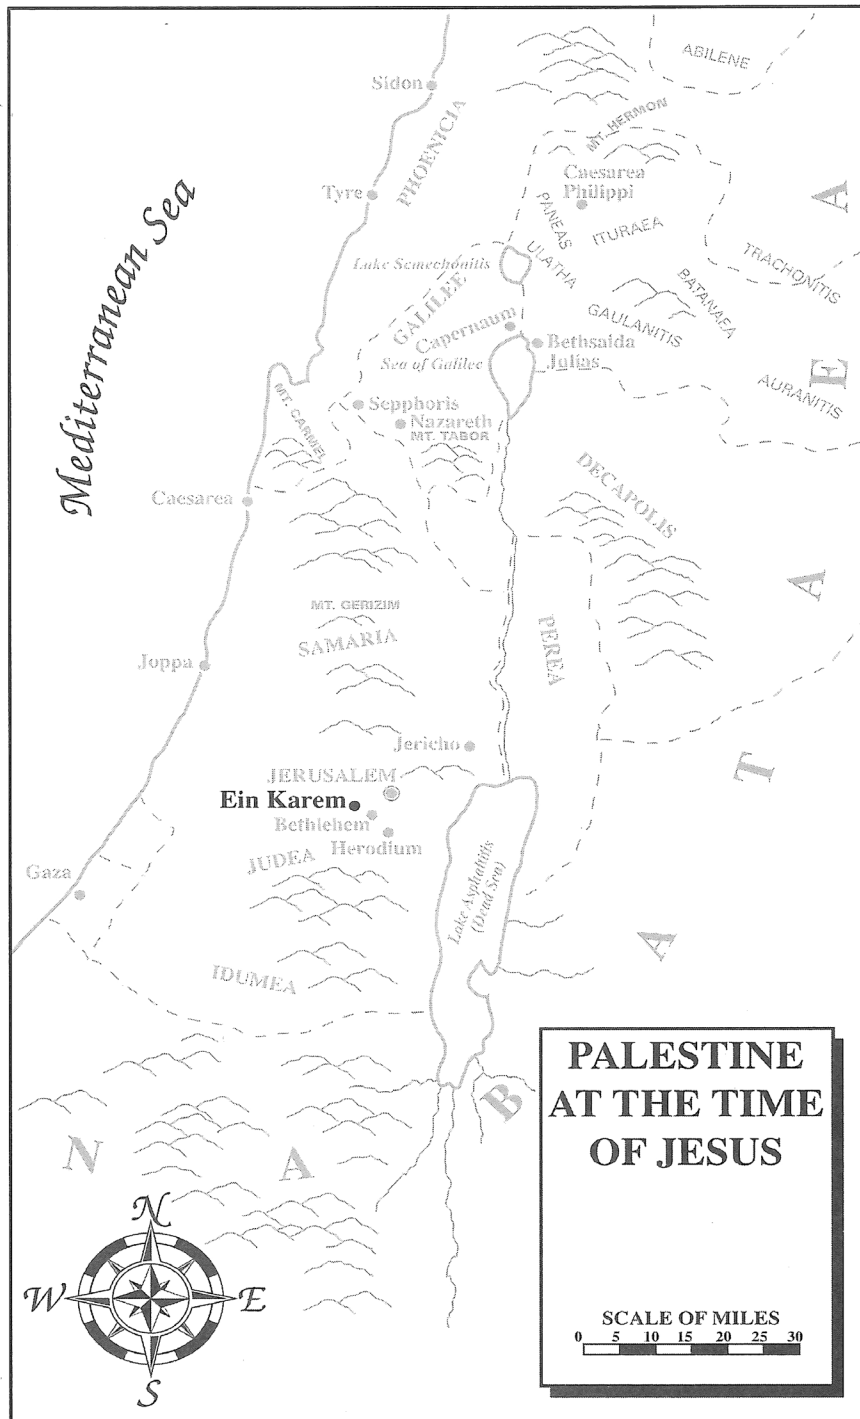 ABILENE
Sidon
MT. HERMON
PHOENICIA
Caesarea
Philippi
Tyre
PANEAS
ITURAEA
ULATHA
Lake Semechonitis
TRACHONITIS
BATANAEA
GALILEE
GAULANITIS
Capernaum
Bethsaida
Julias
Sea of Galilee
AURANITIS
Mediterranean Sea
MT. CARMEL
Sepphoris
Nazareth
MT. TABOR
DECAPOLIS
Caesarea
MT. GERIZIM
SAMARIA
PEREA
Joppa
Jericho
JERUSALEM
Ein Karem
Bethlehem
Herodium
JUDEA
Gaza
Lake Asphaltitis
(Dead Sea)
IDUMEA
N A B A T A E A
PALESTINE
AT THE TIME
OF JESUS
N
W E
S
SCALE OF MILES
0 5 10 15 20 25 30